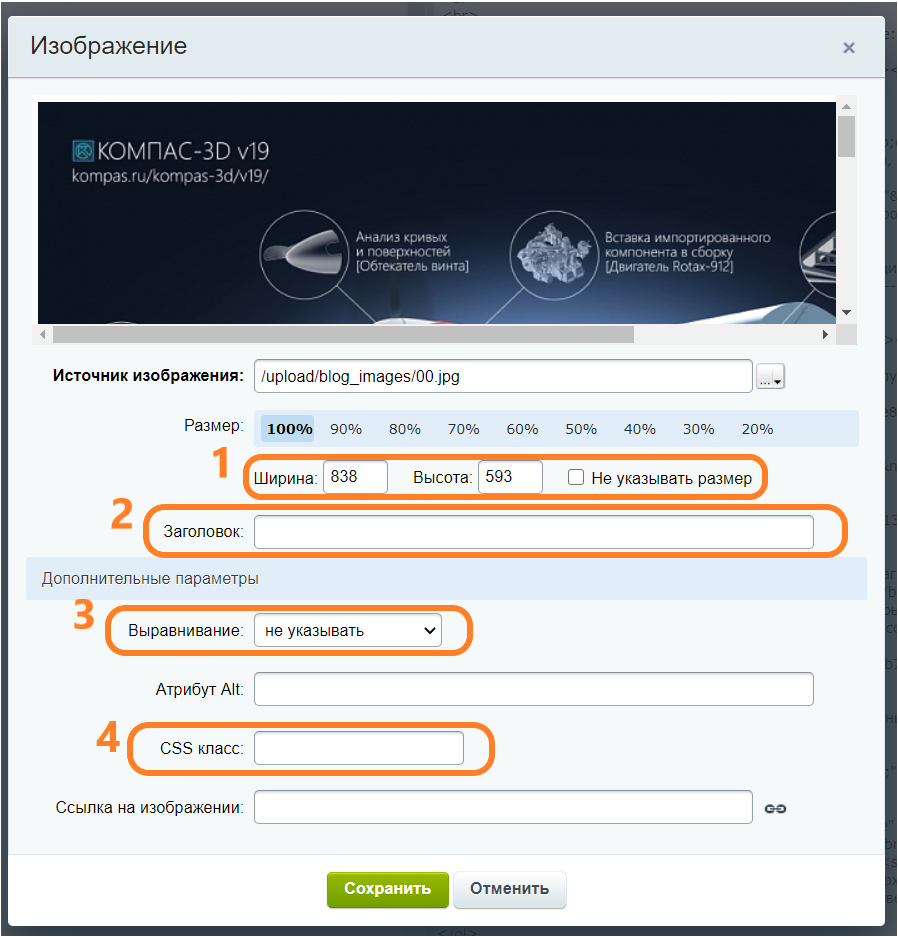 Изображение
×
КОМПАС-3D v19
kompas.ru/kompas-3d/v19/
Анализ кривых
и поверхностей
[Обтекатель винта]
Вставка импортированного
компонента в сборку
[Двигатель Rotax-912]
Источник изображения: /upload/blog_images/00.jpg ...
Размер: 100% 90% 80% 70% 60% 50% 40% 30% 20%
1 Ширина: 838 Высота: 593 Не указывать размер
2 Заголовок:
Дополнительные параметры
3 Выравнивание: не указывать
Атрибут Alt:
4 CSS класс:
Ссылка на изображении:
Сохранить Отменить